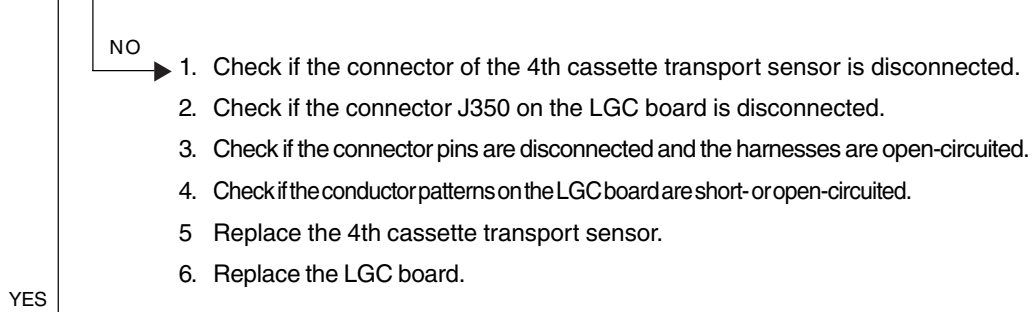 NO
1. Check if the connector of the 4th cassette transport sensor is disconnected.
2. Check if the connector J350 on the LGC board is disconnected.
3. Check if the connector pins are disconnected and the harnesses are open-circuited.
4. Check if the conductor patterns on the LGC board are short- or open-circuited.
5 Replace the 4th cassette transport sensor.
6. Replace the LGC board.
YES